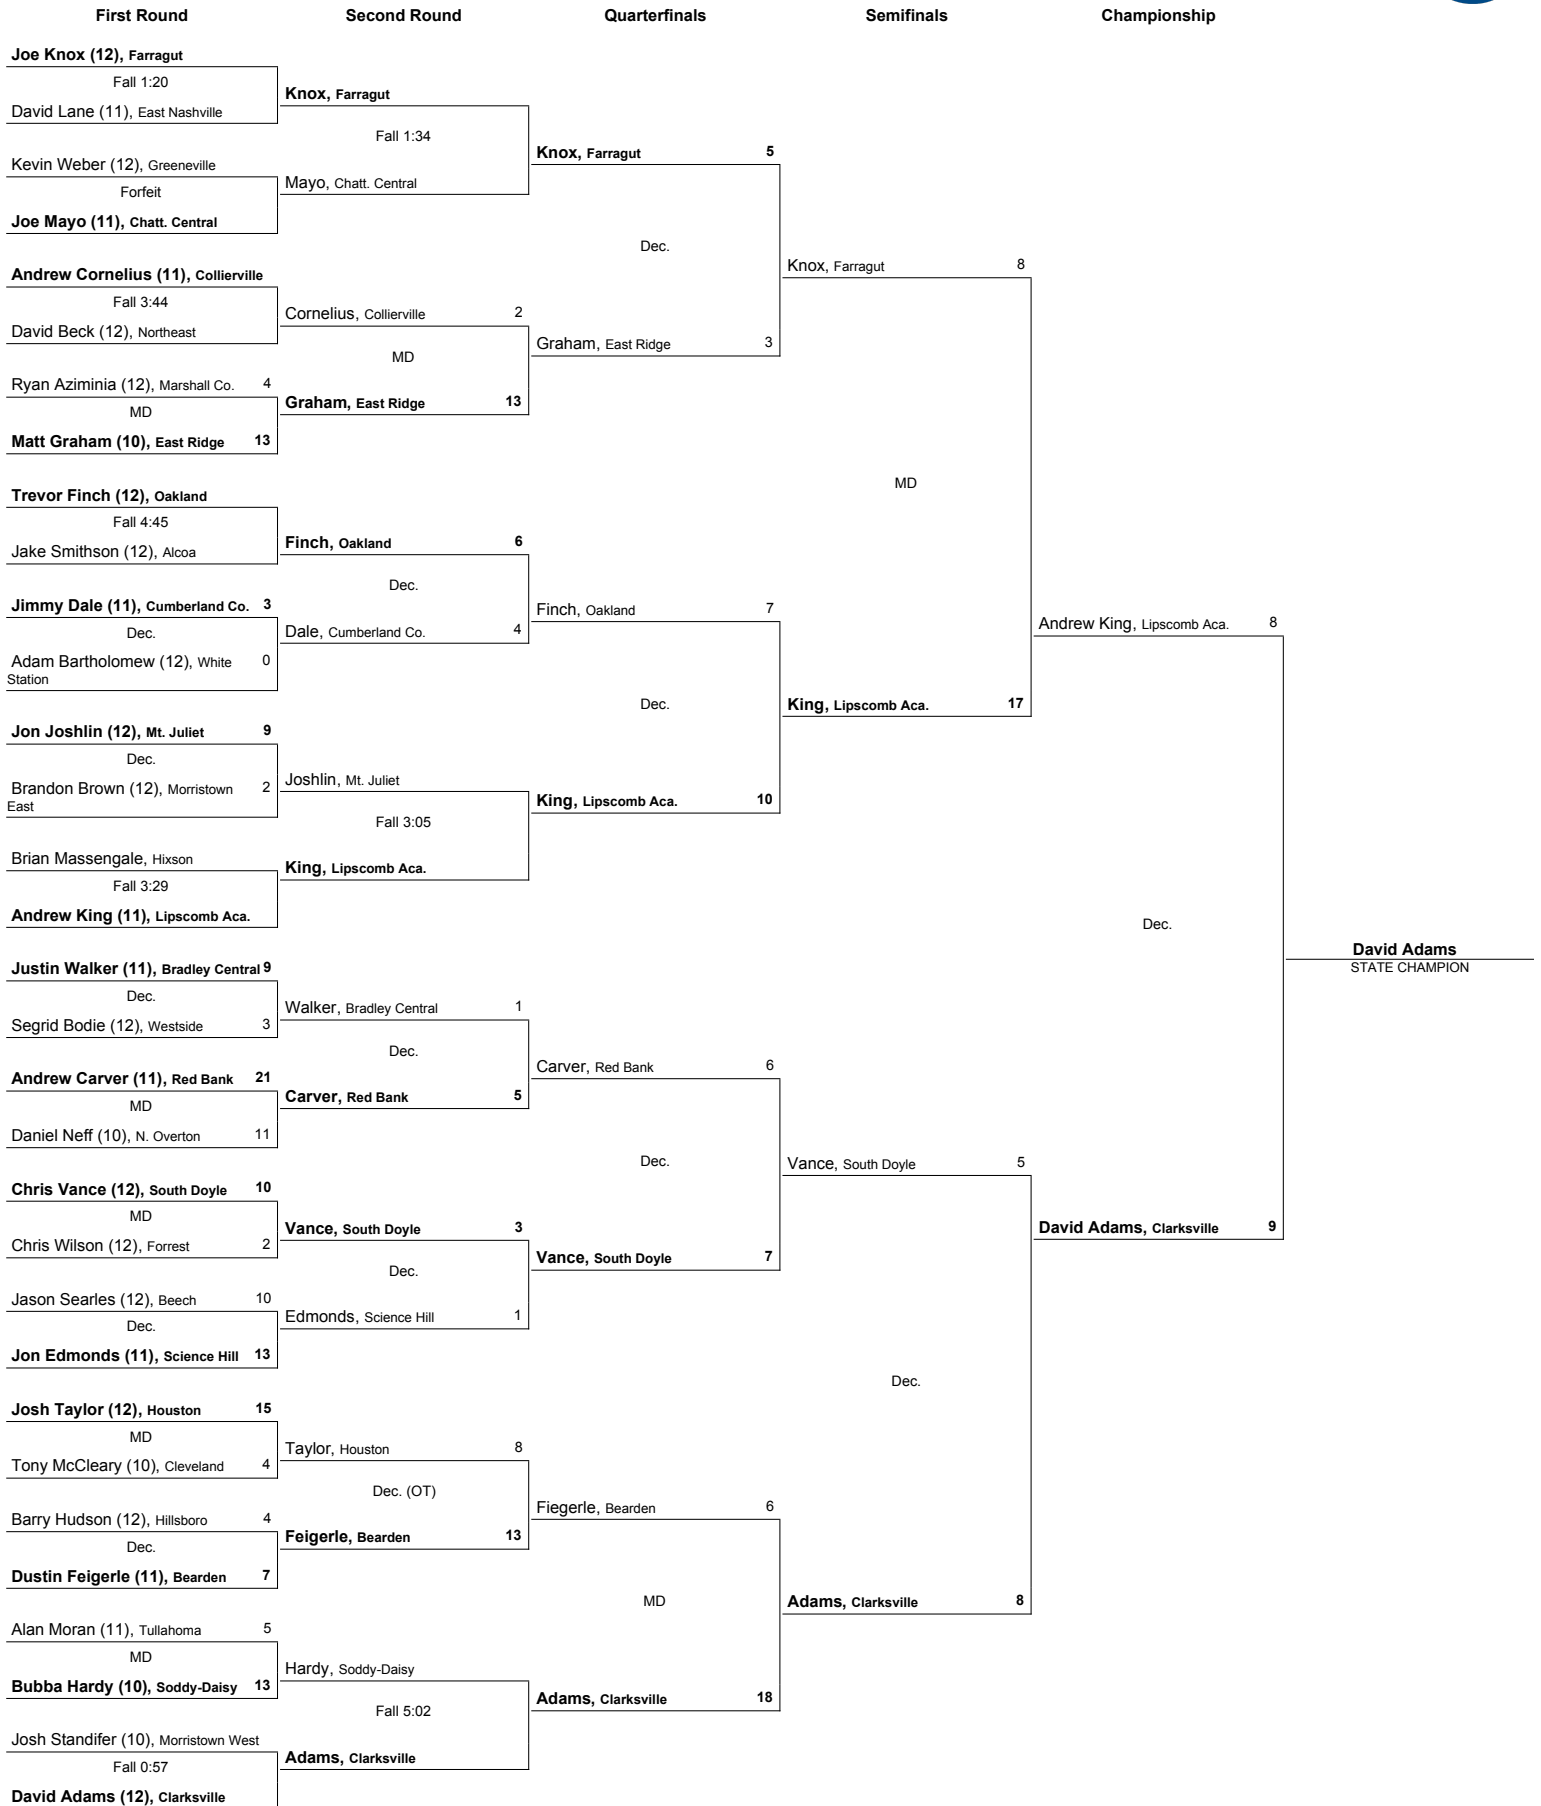 First Round
Second Round
Quarterfinals
Semifinals
Championship
Joe Knox (12), Farragut
Fall 1:20
David Lane (11), East Nashville
Kevin Weber (12), Greeneville
Forfeit
Joe Mayo (11), Chatt. Central
Andrew Cornelius (11), Collierville
Fall 3:44
David Beck (12), Northeast
Ryan Aziminia (12), Marshall Co. 4
MD
Matt Graham (10), East Ridge 13
Trevor Finch (12), Oakland
Fall 4:45
Jake Smithson (12), Alcoa
Jimmy Dale (11), Cumberland Co. 3
Dec.
Adam Bartholomew (12), White 0
Station
Jon Joshlin (12), Mt. Juliet 9
Dec.
Brandon Brown (12), Morristown 2
East
Brian Massengale, Hixson
Fall 3:29
Andrew King (11), Lipscomb Aca.
Justin Walker (11), Bradley Central 9
Dec.
Segrid Bodie (12), Westside 3
Andrew Carver (11), Red Bank 21
MD
Daniel Neff (10), N. Overton 11
Chris Vance (12), South Doyle 10
MD
Chris Wilson (12), Forrest 2
Jason Searles (12), Beech 10
Dec.
Jon Edmonds (11), Science Hill 13
Josh Taylor (12), Houston 15
MD
Tony McCleary (10), Cleveland 4
Barry Hudson (12), Hillsboro 4
Dec.
Dustin Feigerle (11), Bearden 7
Alan Moran (11), Tullahoma 5
MD
Bubba Hardy (10), Soddy-Daisy 13
Josh Standifer (10), Morristown West
Fall 0:57
David Adams (12), Clarksville
Knox, Farragut
Fall 1:34
Mayo, Chatt. Central
Cornelius, Collierville 2
MD
Graham, East Ridge 13
Finch, Oakland 6
Dec.
Dale, Cumberland Co. 4
Joshlin, Mt. Juliet
Fall 3:05
King, Lipscomb Aca.
Walker, Bradley Central 1
Dec.
Carver, Red Bank 5
Vance, South Doyle 3
Dec.
Edmonds, Science Hill 1
Taylor, Houston 8
Dec. (OT)
Feigerle, Bearden 13
Hardy, Soddy-Daisy
Fall 5:02
Adams, Clarksville
Knox, Farragut 5
Dec.
Graham, East Ridge 3
Finch, Oakland 7
Dec.
King, Lipscomb Aca. 10
Carver, Red Bank 6
Dec.
Vance, South Doyle 7
Fiegerle, Bearden 6
MD
Adams, Clarksville 18
Knox, Farragut 8
MD
King, Lipscomb Aca. 17
Vance, South Doyle 5
Dec.
Adams, Clarksville 8
Andrew King, Lipscomb Aca. 8
Dec.
David Adams, Clarksville 9
David Adams
STATE CHAMPION